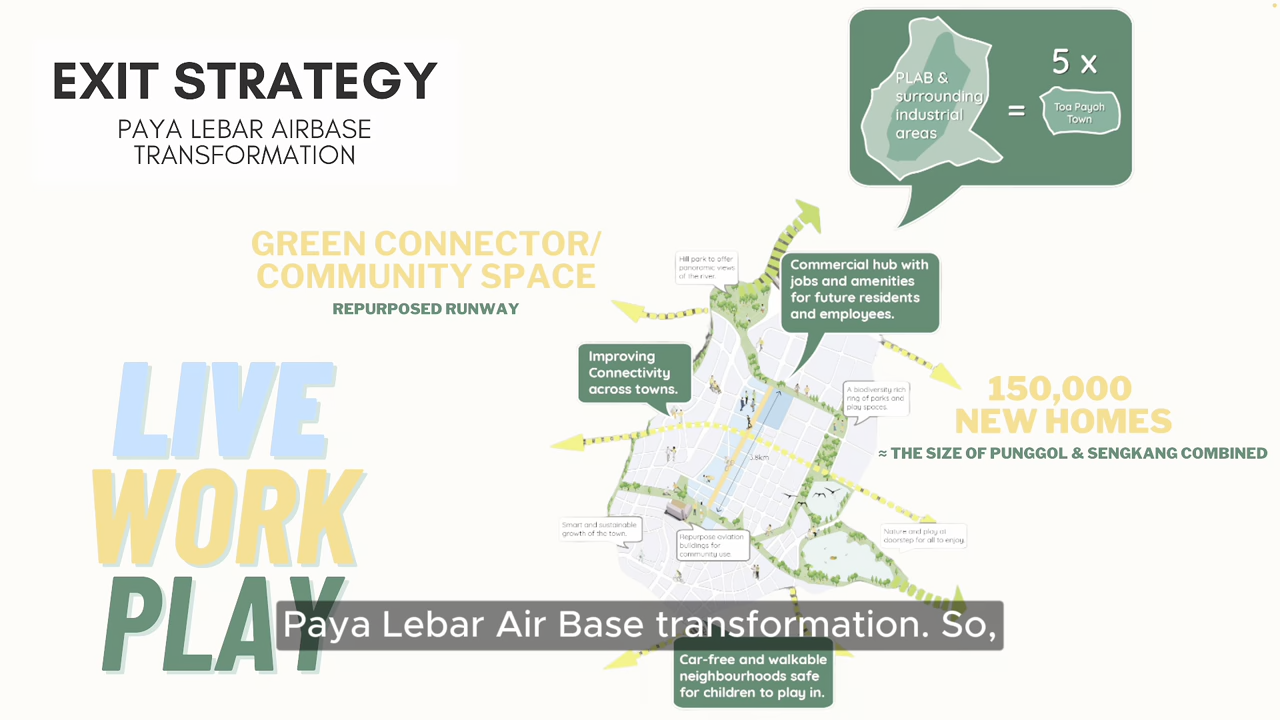 EXIT STRATEGY
PAYA LEBAR AIRBASE
TRANSFORMATION
PLAB &
surrounding
industrial
areas
=
5 x
Toa Payoh
Town
GREEN CONNECTOR/
COMMUNITY SPACE
REPURPOSED RUNWAY
Hill park to offer
panoramic views
of the river.
Commercial hub with
jobs and amenities
for future residents
and employees.
Improving
Connectivity
across towns.
A biodiversity rich
ring of parks and
play spaces.
150,000
NEW HOMES
≈ THE SIZE OF PUNGGOL & SENGKANG COMBINED
3.8km
LIVE
WORK
PLAY
Smart and sustainable
growth of the town.
Repurpose aviation
buildings for
community use.
Nature and play at
doorstep for all to enjoy.
Paya Lebar Air Base transformation. So,
Car-free and walkable
neighbourhoods safe
for children to play in.